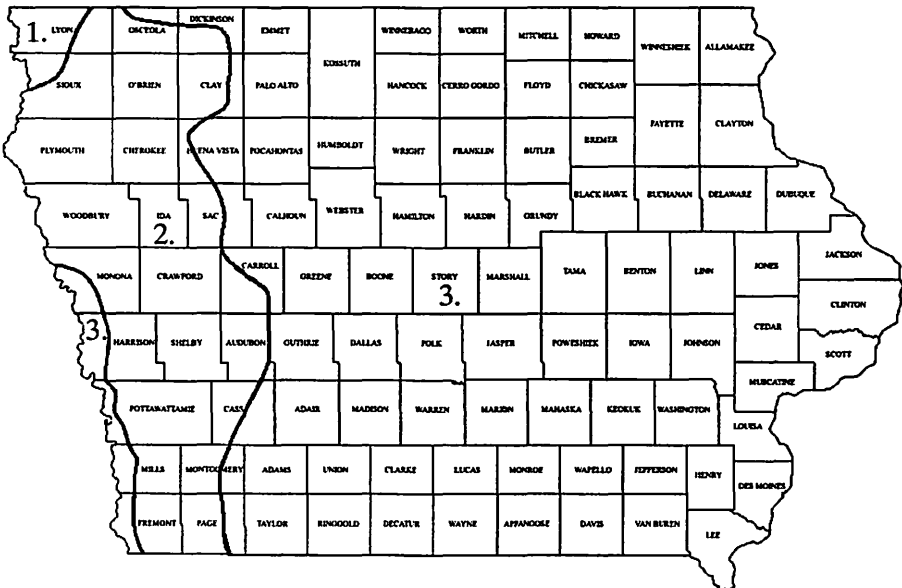 DICKINSON
1. LYON OSCEOLA EMMET WINNEBAGO WORTH MITCHELL HOWARD WINNESHIEK ALLAMAKEE
KOSSUTH
SIOUX O'BRIEN CLAY PALO ALTO HANCOCK CERRO GORDO FLOYD CHICKASAW
FAYETTE CLAYTON
PLYMOUTH CHEROKEE BUENA VISTA POCAHONTAS HUMBOLDT WRIGHT FRANKLIN BUTLER BREMER
BLACK HAWK BUCHANAN DELAWARE DUBUQUE
WOODBURY IDA SAC CALHOUN WEBSTER HAMILTON HARDIN GRUNDY
2.
MONONA CRAWFORD CARROLL GREENE BOONE STORY MARSHALL TAMA BENTON LINN JONES JACKSON
3.
CLINTON
3. HARRISON SHELBY AUDUBON GUTHRIE DALLAS POLK JASPER POWESHIEK IOWA JOHNSON CEDAR
SCOTT
MUSCATINE
POTTAWATTAMIE CASS ADAIR MADISON WARREN MARION MAHASKA KEOKUK WASHINGTON
LOUISA
MILLS MONTGOMERY ADAMS UNION CLARKE LUCAS MONROE WAPELLO JEFFERSON HENRY
DES MOINES
FREMONT PAGE TAYLOR RINGGOLD DECATUR WAYNE APPANOOSE DAVIS VAN BUREN
LEE